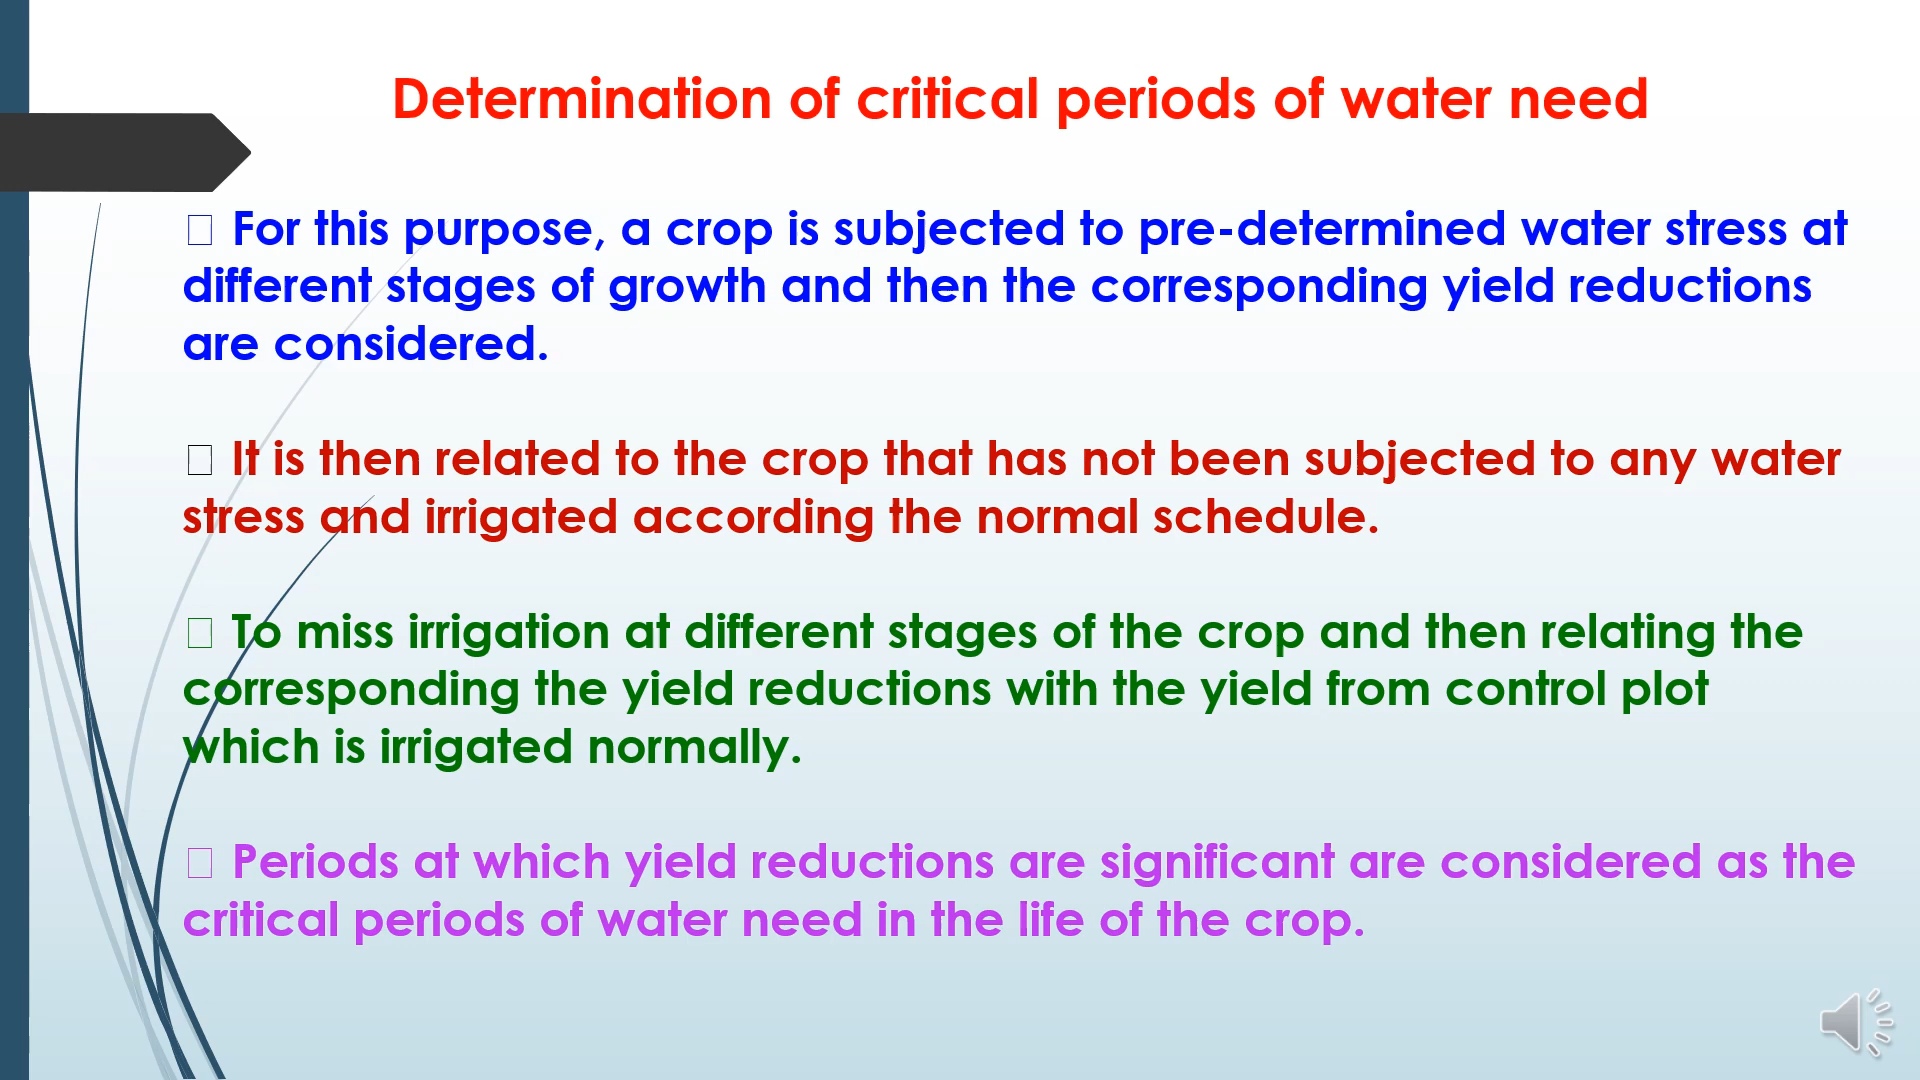 Determination of critical periods of water need
□ For this purpose, a crop is subjected to pre-determined water stress at
different stages of growth and then the corresponding yield reductions
are considered.
□ It is then related to the crop that has not been subjected to any water
stress and irrigated according the normal schedule.
□ To miss irrigation at different stages of the crop and then relating the
corresponding the yield reductions with the yield from control plot
which is irrigated normally.
□ Periods at which yield reductions are significant are considered as the
critical periods of water need in the life of the crop.